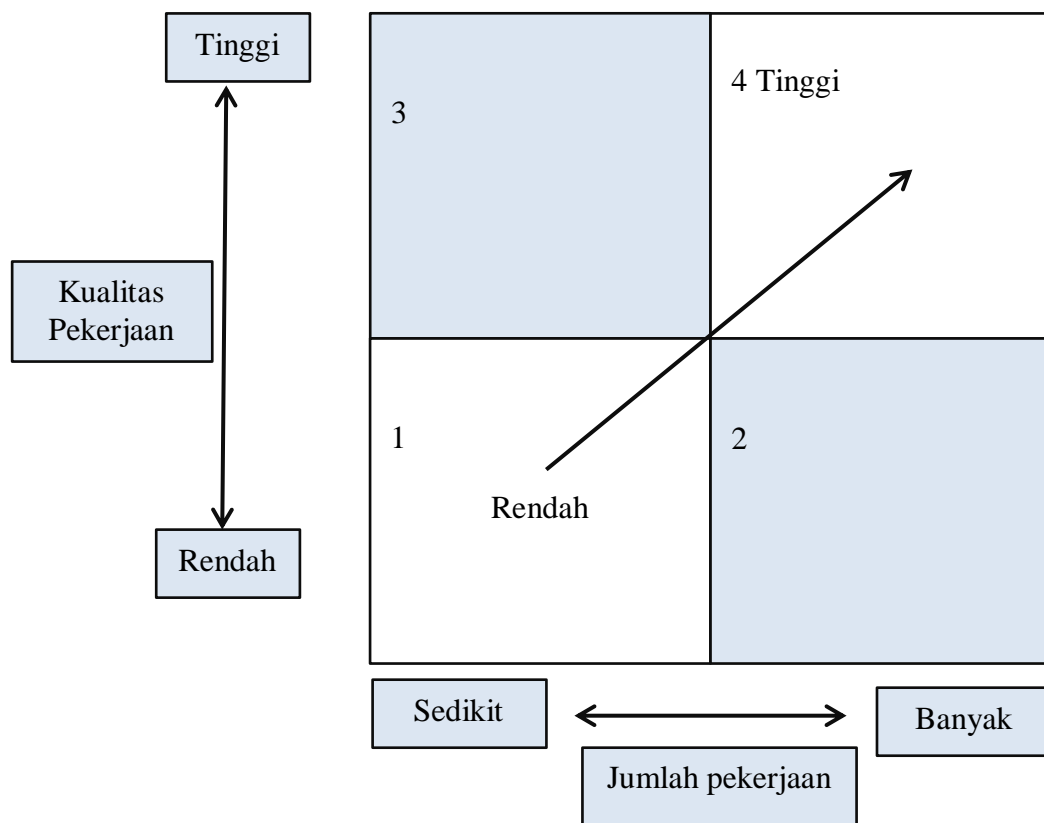 Tinggi
3
4 Tinggi
Kualitas
Pekerjaan
1
2
Rendah
Rendah
Sedikit
Banyak
Jumlah pekerjaan